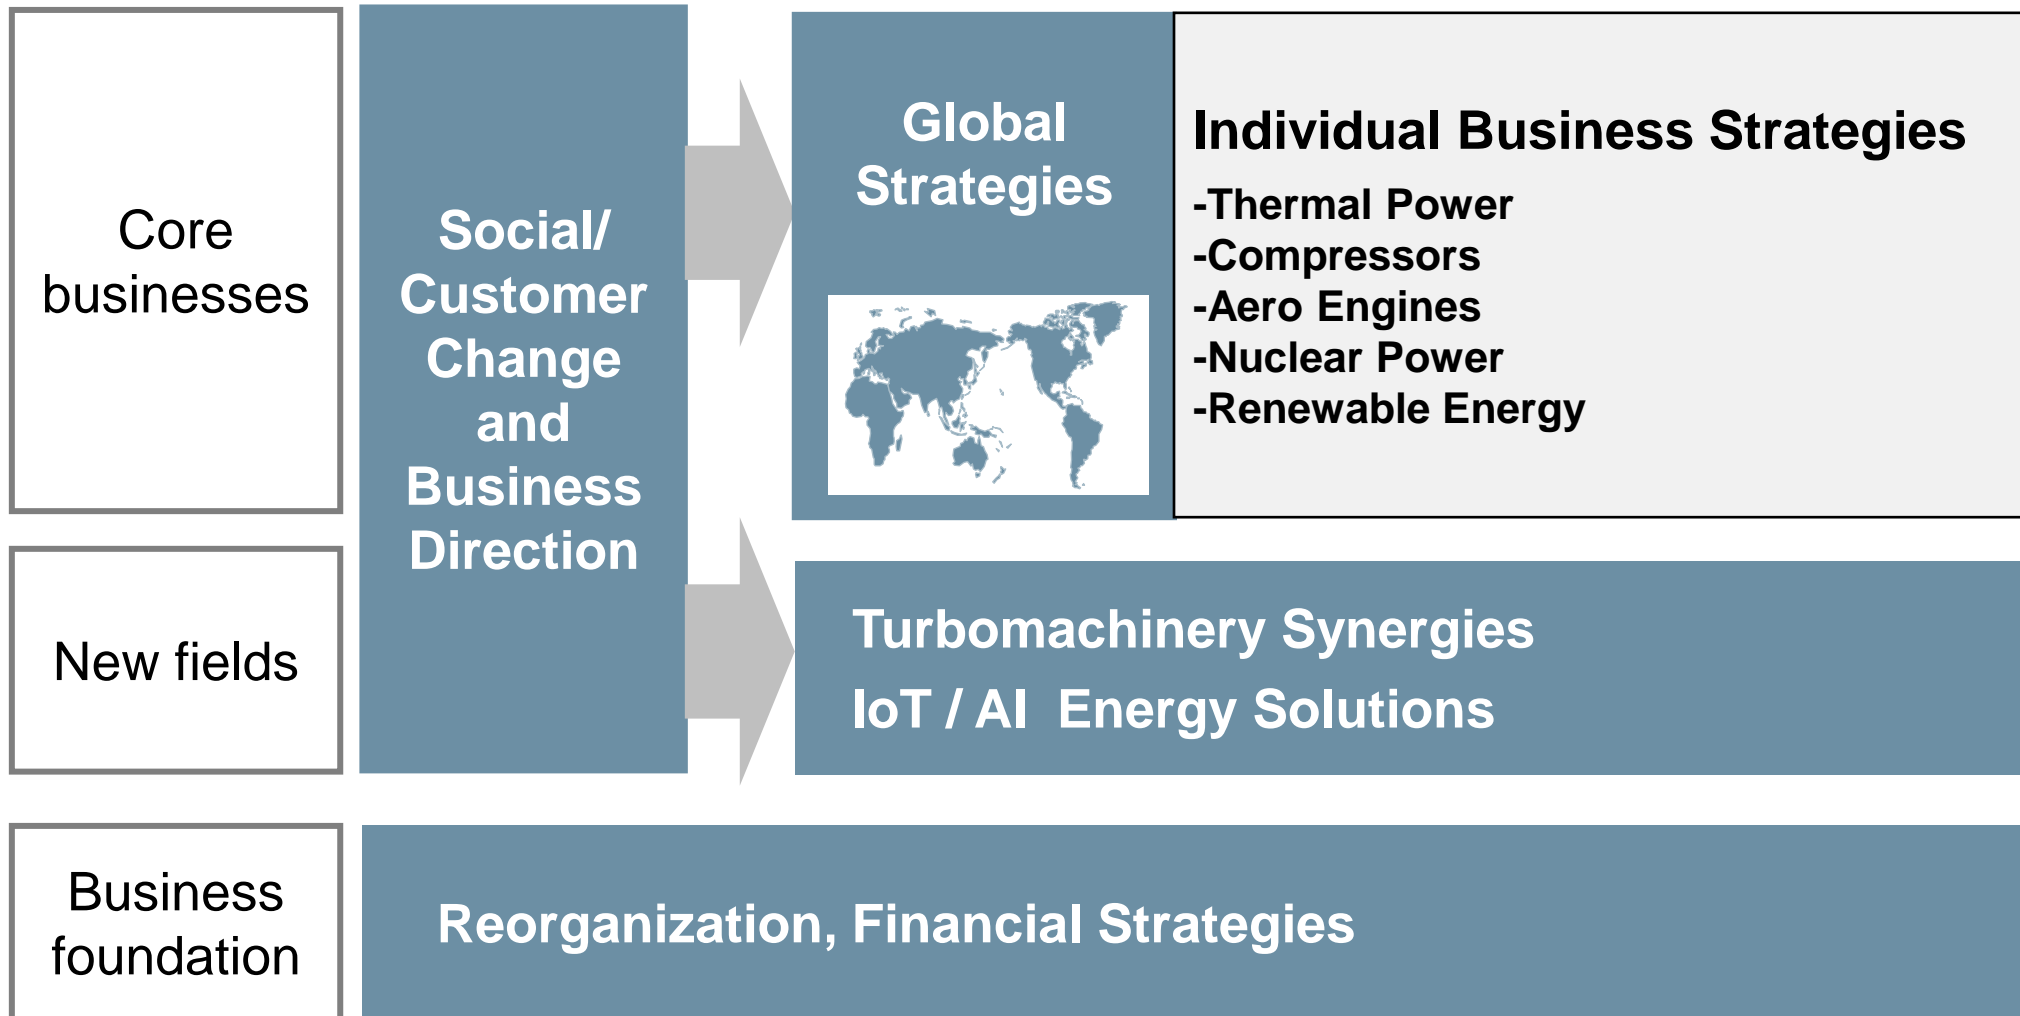 Core
businesses
Social/
Customer
Change
and
Business
Direction
Global
Strategies
Individual Business Strategies
-Thermal Power
-Compressors
-Aero Engines
-Nuclear Power
-Renewable Energy
New fields
Turbomachinery Synergies
IoT / AI  Energy Solutions
Business
foundation
Reorganization, Financial Strategies